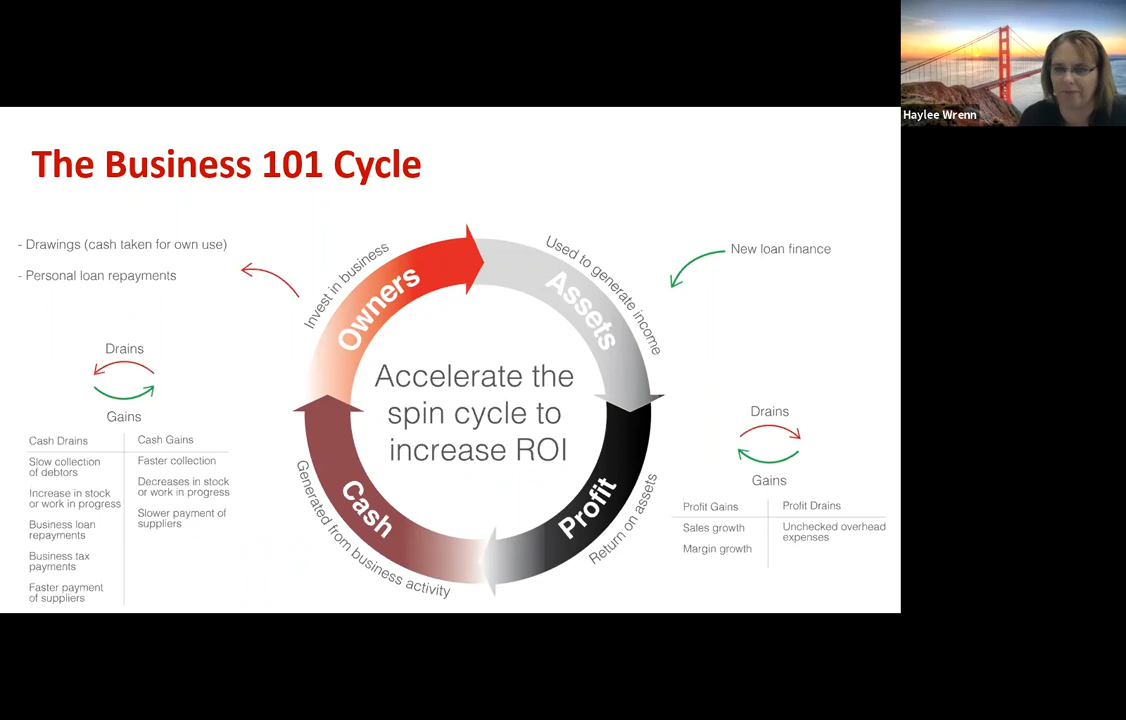 Haylee Wrenn
The Business 101 Cycle
- Drawings (cash taken for own use)
- Personal loan repayments
Invest in business
Owners
Used to generate income
Assets
New loan finance
Accelerate the
spin cycle to
increase ROI
Drains
Gains
Cash Drains
Slow collection
of debtors
Increase in stock
or work in progress
Business loan
repayments
Business tax
payments
Faster payment
of suppliers
Cash Gains
Faster collection
Decreases in stock
or work in progress
Slower payment of
suppliers
Cash
Generated from business activity
Profit
Return on assets
Drains
Gains
Profit Gains
Sales growth
Margin growth
Profit Drains
Unchecked overhead
expenses